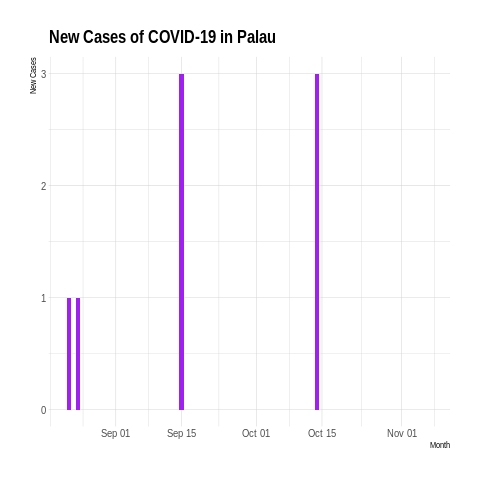 New Cases of COVID-19 in Palau
New Cases
3
2
1
0
Sep 01 Sep 15 Oct 01 Oct 15 Nov 01
Month